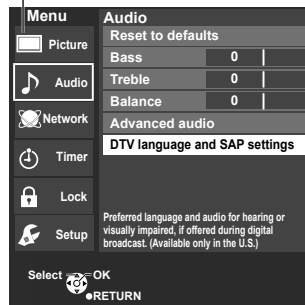 Menu
Picture
Audio
Network
Timer
Lock
Setup
Audio
Reset to defaults
Bass 0
Treble 0
Balance 0
Advanced audio
DTV language and SAP settings
Preferred language and audio for hearing or
visually impaired, if offered during digital
broadcast. (Available only in the U.S.)
Select OK
RETURN